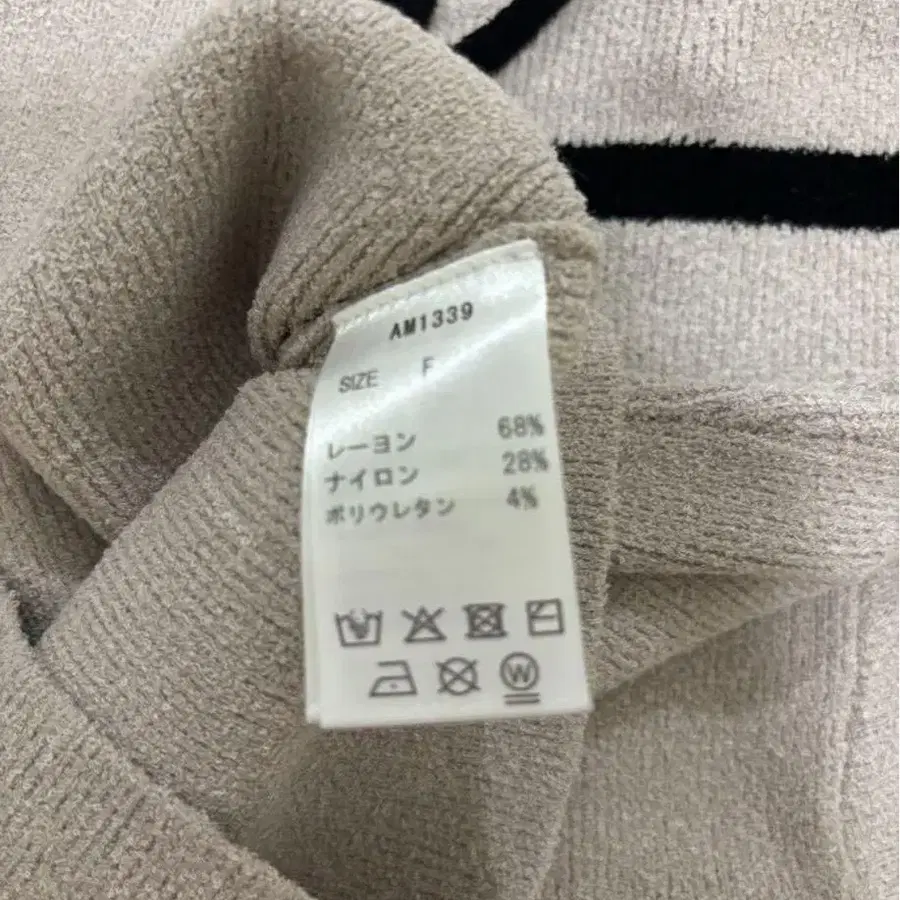 AM1339
SIZE F
レーヨン 68%
ナイロン 28%
ポリウレタン 4%
W